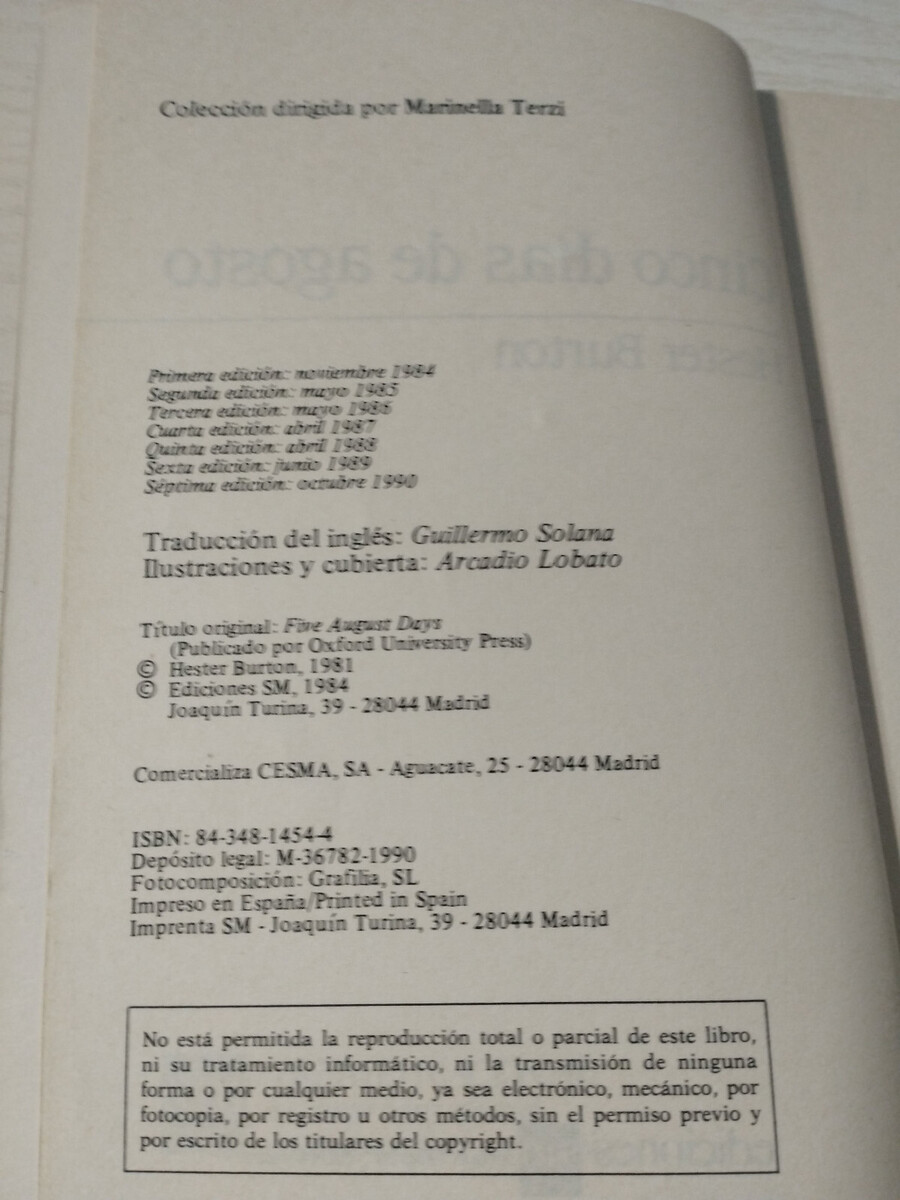 Colección dirigida por Marinella Terzi
cinco días de agosto
Burton
Primera edición: noviembre 1984
Segunda edición: mayo 1985
Tercera edición: mayo 1986
Cuarta edición: abril 1987
Quinta edición: abril 1988
Sexta edición: junio 1989
Séptima edición: octubre 1990
Traducción del inglés: Guillermo Solana
Ilustraciones y cubierta: Arcadio Lobato
Título original: Five August Days
(Publicado por Oxford University Press)
© Hester Burton, 1981
© Ediciones SM, 1984
Joaquín Turina, 39 - 28044 Madrid
Comercializa CESMA, SA - Aguacate, 25 - 28044 Madrid
ISBN: 84-348-1454-4
Depósito legal: M-36782-1990
Fotocomposición: Grafilia, SL
Impreso en España/Printed in Spain
Imprenta SM - Joaquín Turina, 39 - 28044 Madrid
No está permitida la reproducción total o parcial de este libro,
ni su tratamiento informático, ni la transmisión de ninguna
forma o por cualquier medio, ya sea electrónico, mecánico, por
fotocopia, por registro u otros métodos, sin el permiso previo y
por escrito de los titulares del copyright.
ediciones